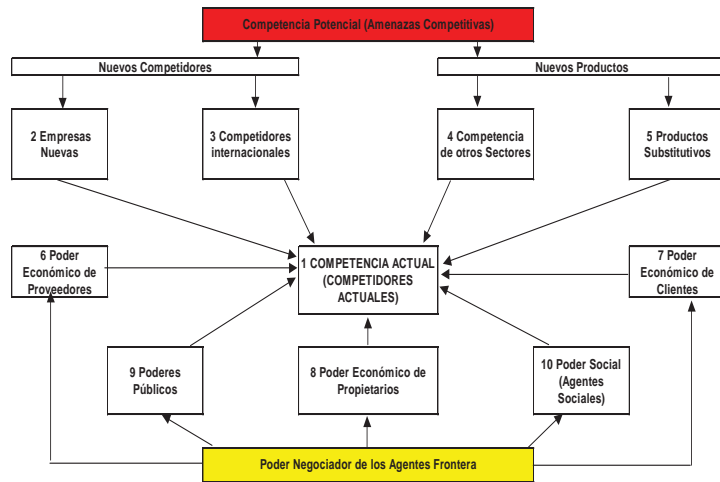 Competencia Potencial (Amenazas Competitivas)
Nuevos Competidores
Nuevos Productos
2 Empresas
Nuevas
3 Competidores
internacionales
4 Competencia
de otros Sectores
5 Productos
Substitutivos
6 Poder
Económico de
Proveedores
1 COMPETENCIA ACTUAL
(COMPETIDORES
ACTUALES)
7 Poder
Económico de
Clientes
9 Poderes
Públicos
8 Poder Económico de
Propietarios
10 Poder Social
(Agentes
Sociales)
Poder Negociador de los Agentes Frontera